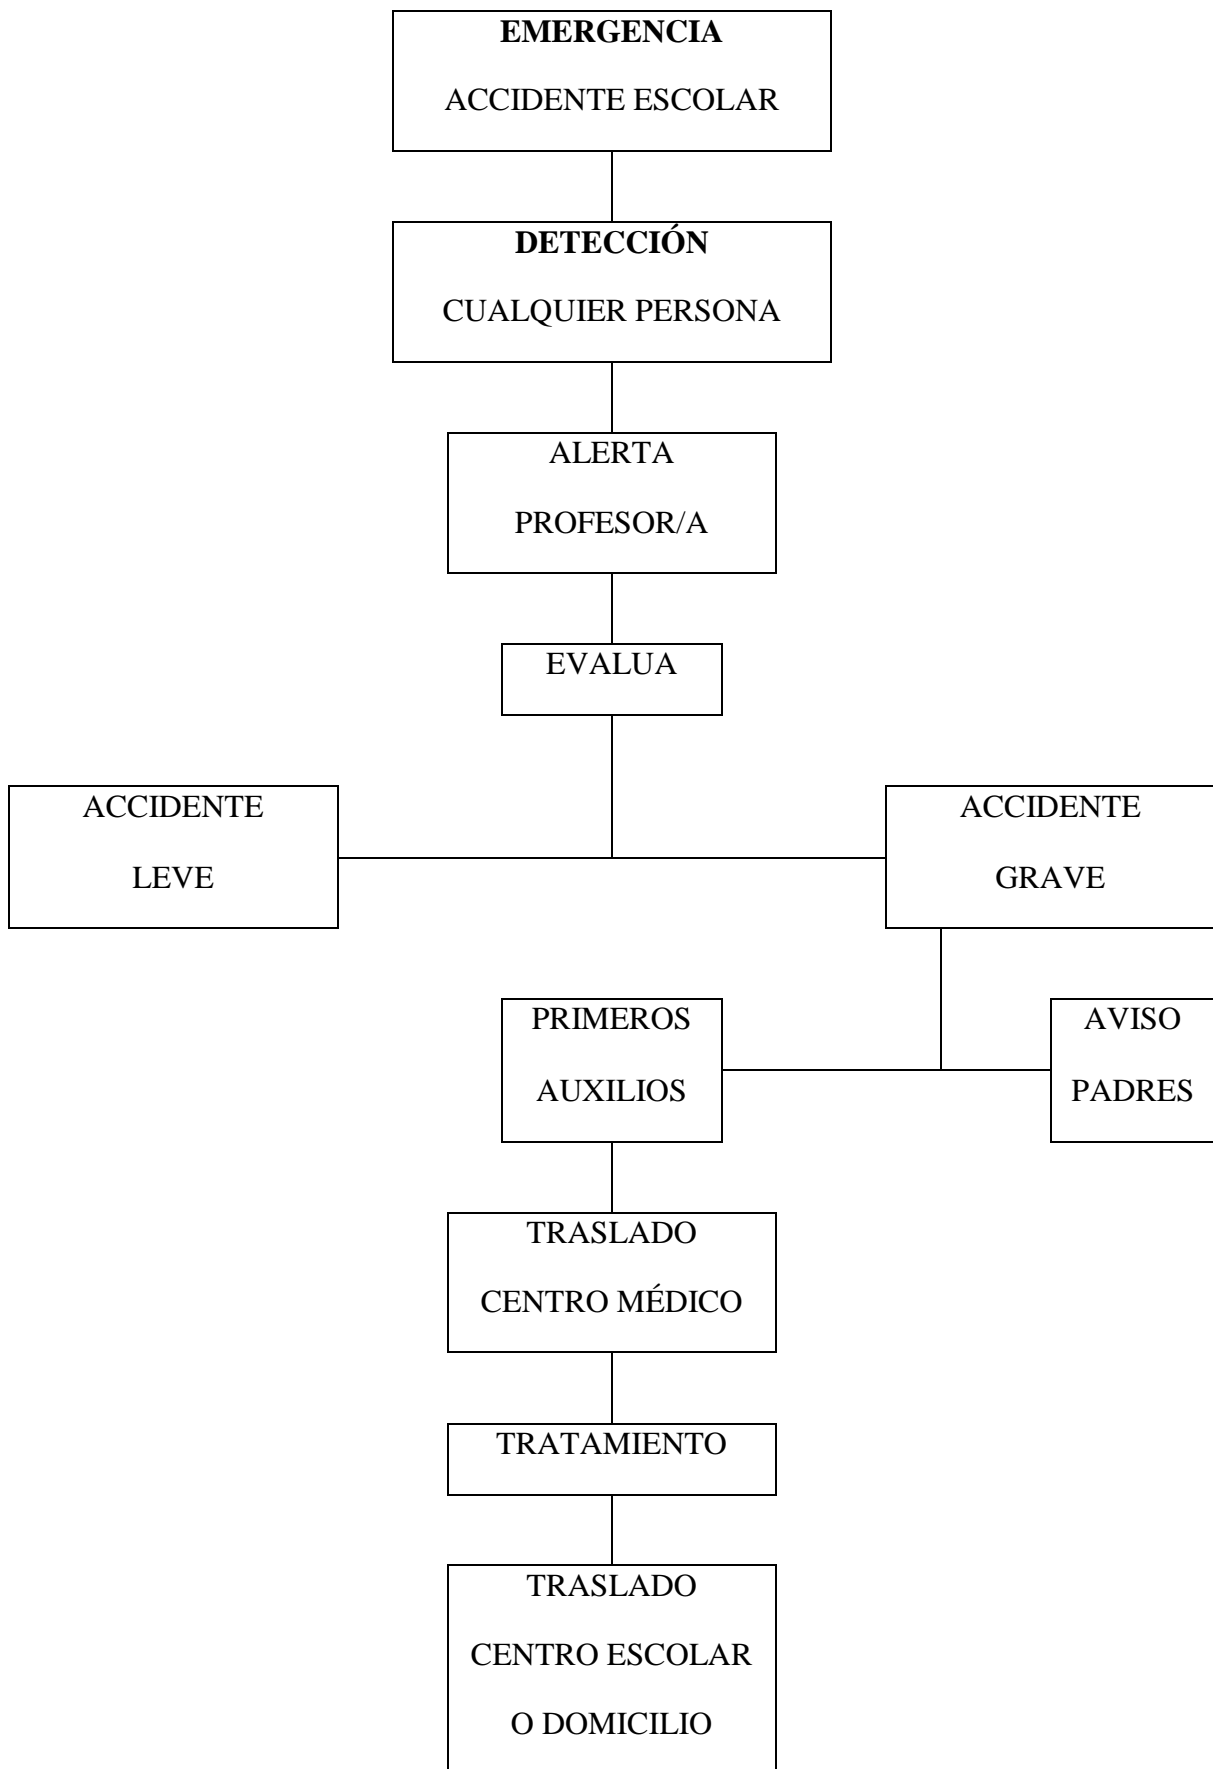 EMERGENCIA
ACCIDENTE ESCOLAR
DETECCIÓN
CUALQUIER PERSONA
ALERTA
PROFESOR/A
EVALUA
ACCIDENTE
LEVE
ACCIDENTE
GRAVE
PRIMEROS
AUXILIOS
AVISO
PADRES
TRASLADO
CENTRO MÉDICO
TRATAMIENTO
TRASLADO
CENTRO ESCOLAR
O DOMICILIO